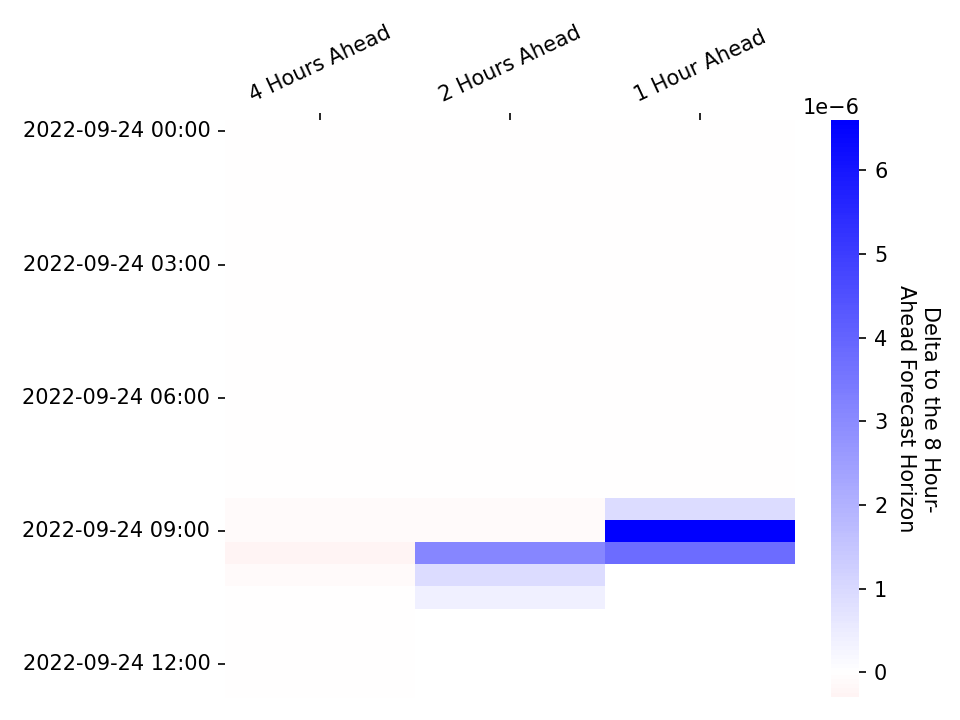 4 Hours Ahead
2 Hours Ahead
1 Hour Ahead
1e−6
2022-09-24 00:00
2022-09-24 03:00
2022-09-24 06:00
2022-09-24 09:00
2022-09-24 12:00
6
5
4
3
2
1
0
Delta to the 8 Hour-
Ahead Forecast Horizon